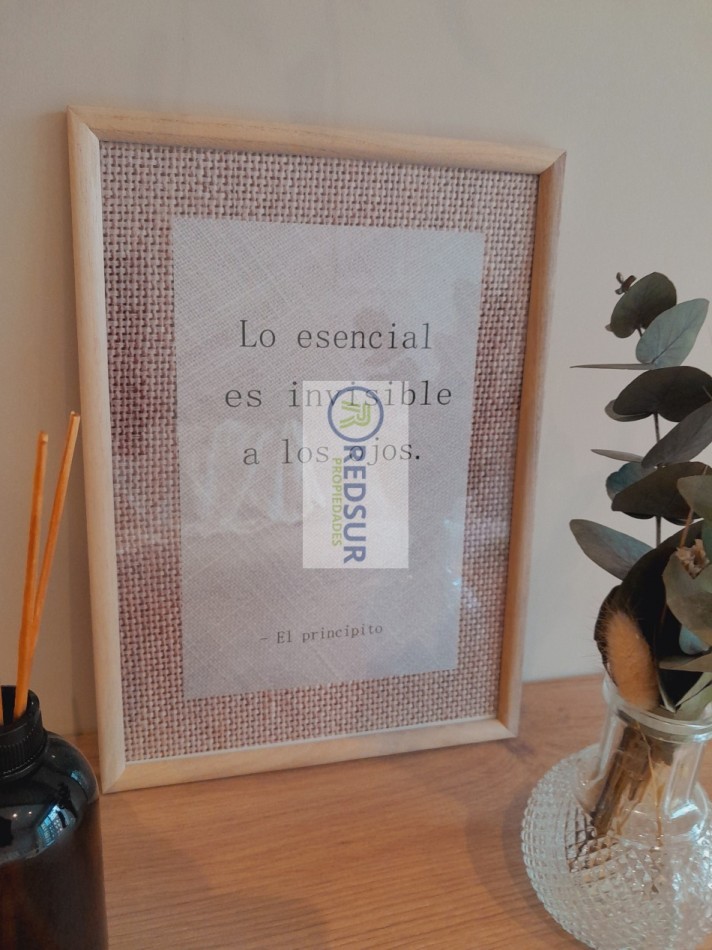 Lo esencial
es invisible
a los ojos.
- El principito
REDSUR
PROPIEDADES